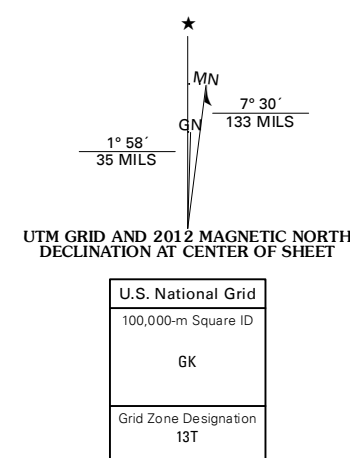 ★
MN
7° 30´
133 MILS
GN
1° 58´
35 MILS
UTM GRID AND 2012 MAGNETIC NORTH
DECLINATION AT CENTER OF SHEET
U.S. National Grid
100,000-m Square ID
GK
Grid Zone Designation
13T